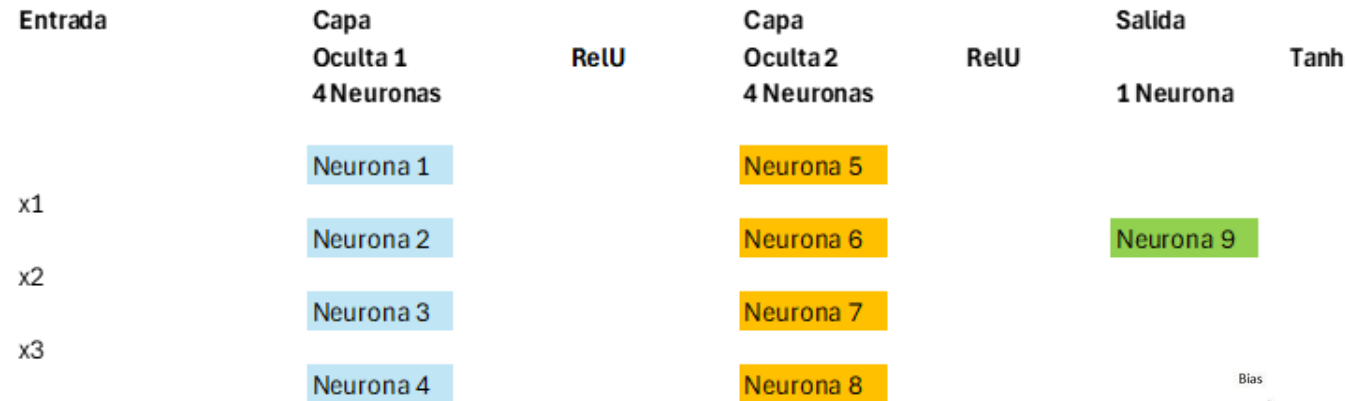 Entrada Capa Capa Salida
Oculta 1 RelU Oculta 2 RelU Tanh
4 Neuronas 4 Neuronas 1 Neurona
Neurona 1 Neurona 5
x1
Neurona 2 Neurona 6 Neurona 9
x2
Neurona 3 Neurona 7
x3
Neurona 4 Neurona 8 Bias